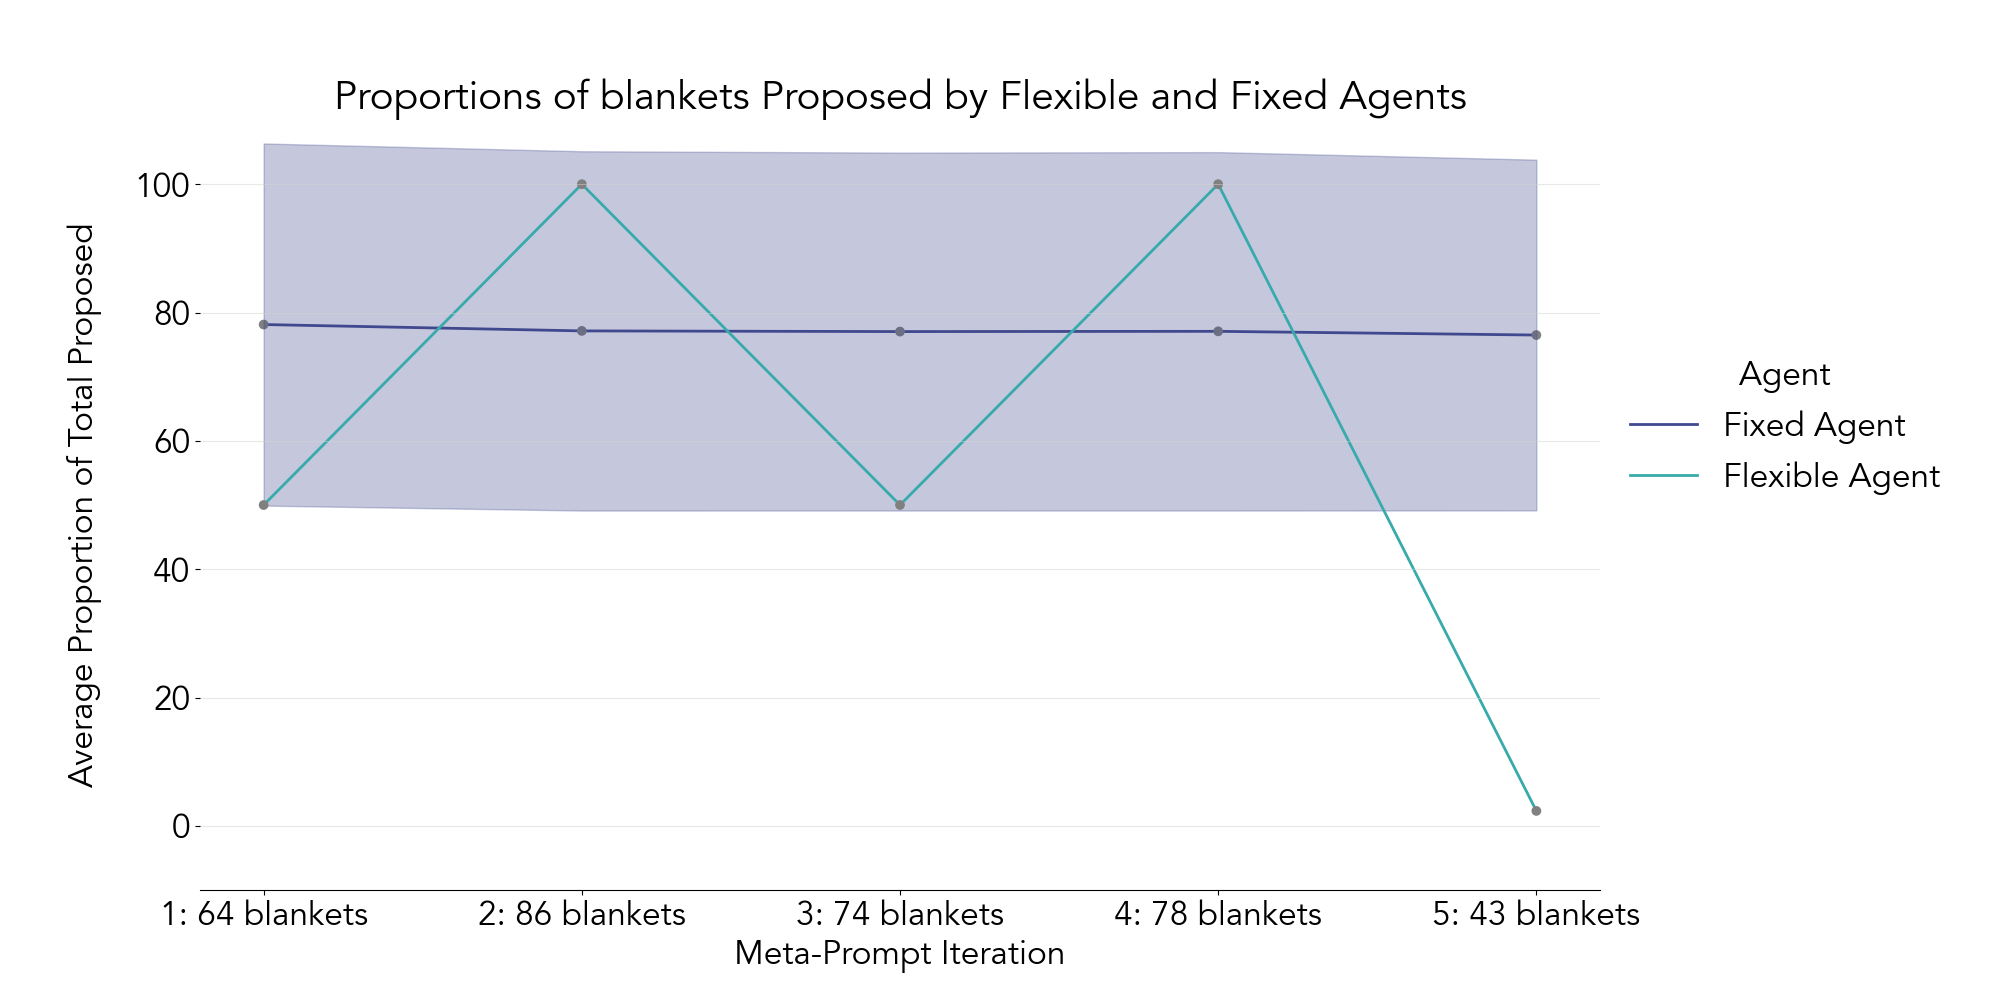 Proportions of blankets Proposed by Flexible and Fixed Agents
Average Proportion of Total Proposed
100
80
60
40
20
0
1: 64 blankets
2: 86 blankets
3: 74 blankets
4: 78 blankets
5: 43 blankets
Meta-Prompt Iteration
Agent
Fixed Agent
Flexible Agent